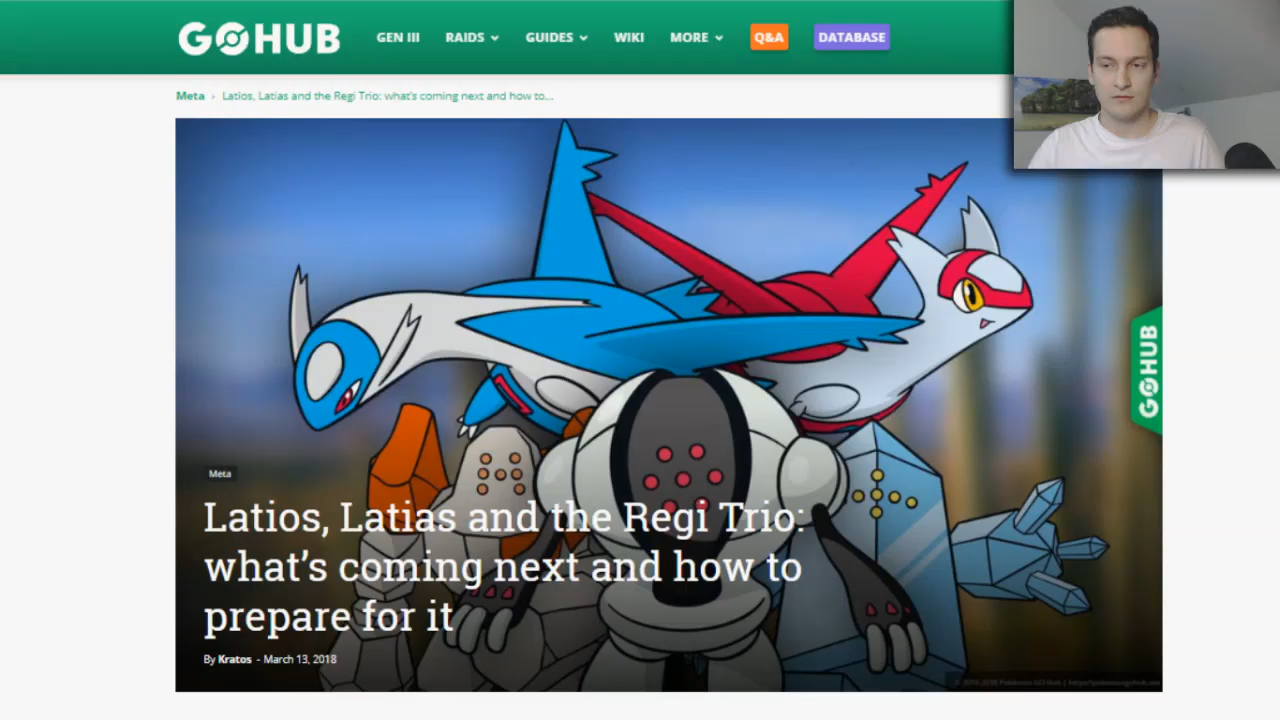 GOHUB
GEN III RAIDS GUIDES WIKI MORE Q&A DATABASE
Meta › Latios, Latias and the Regi Trio: what's coming next and how to...
GOHUB
Meta
Latios, Latias and the Regi Trio:
what's coming next and how to
prepare for it
By Kratos - March 13, 2018